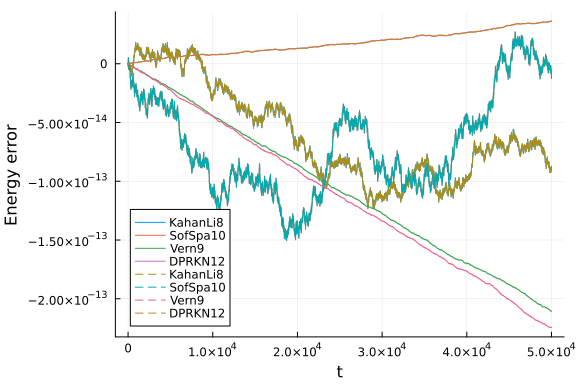 0
−5.00×10⁻¹⁴
−1.00×10⁻¹³
−1.50×10⁻¹³
−2.00×10⁻¹³
Energy error
KahanLi8
SofSpa10
Vern9
DPRKN12
KahanLi8
SofSpa10
Vern9
DPRKN12
0 1.0×10⁴ 2.0×10⁴ 3.0×10⁴ 4.0×10⁴ 5.0×10⁴
t